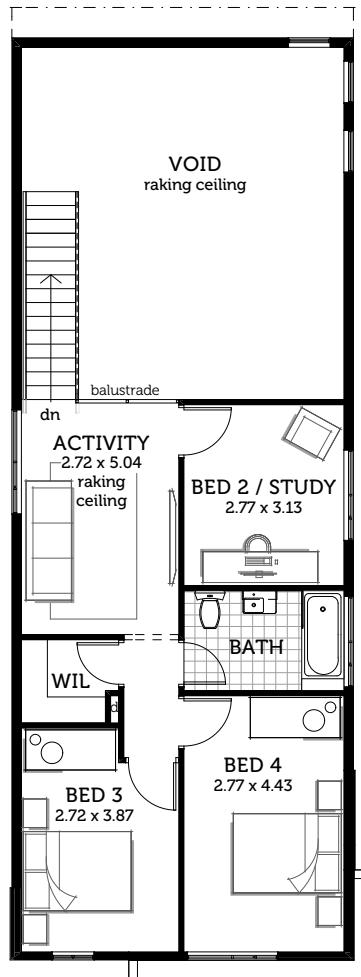 VOID
raking ceiling
balustrade
dn
ACTIVITY
2.72 x 5.04
raking
ceiling
BED 2 / STUDY
2.77 x 3.13
BATH
WIL
d
BED 4
2.77 x 4.43
BED 3
2.72 x 3.87